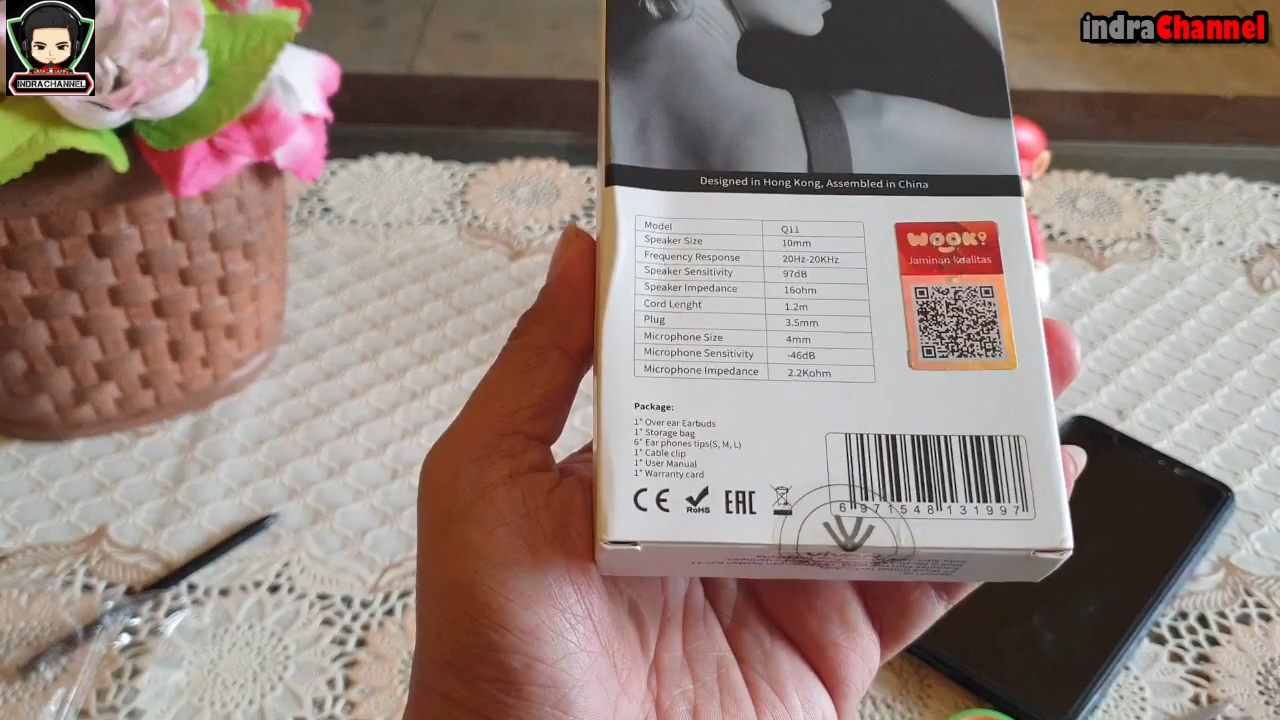 INDRACHANNEL
indraChannel
Designed in Hong Kong, Assembled in China
Model Q11
Speaker Size 10mm
Frequency Response 20Hz-20KHz
Speaker Sensitivity 97dB
Speaker Impedance 16ohm
Cord Lenght 1.2m
Plug 3.5mm
Microphone Size 4mm
Microphone Sensitivity -46dB
Microphone Impedance 2.2Kohm
WOOK
Jaminan kualitas
Package:
1* Over ear Earbuds
1* Storage bag
6* Ear phones tips(S, M, L)
1* Cable clip
1* User Manual
1* Warranty card
CE RoHS EAC
6 971548 131997